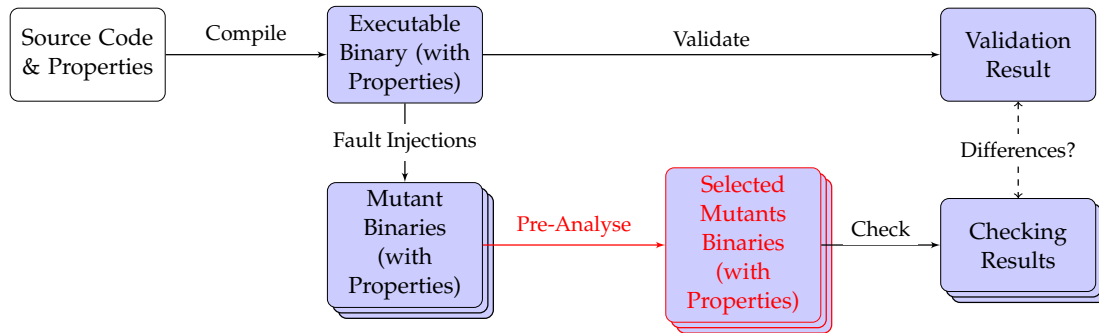 Source Code
& Properties
Compile
Executable
Binary (with
Properties)
Validate
Validation
Result
Fault Injections
Differences?
Mutant
Binaries
(with
Properties)
Pre-Analyse
Selected
Mutants
Binaries
(with
Properties)
Check
Checking
Results